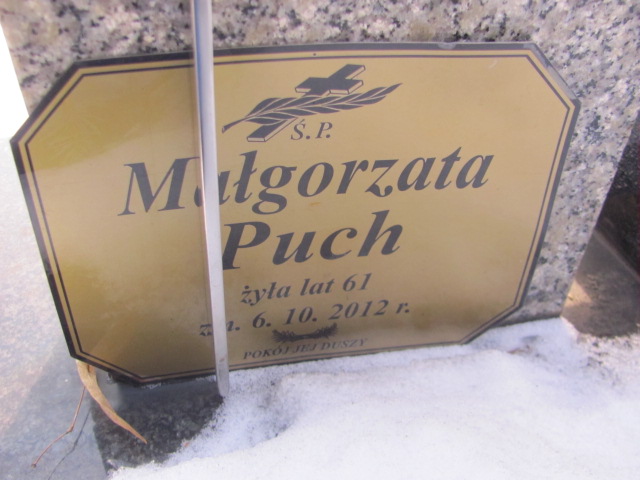 Ś.P.
Małgorzata
Puch
żyła lat 61
zm. 6. 10. 2012 r.
POKÓJ JEJ DUSZY